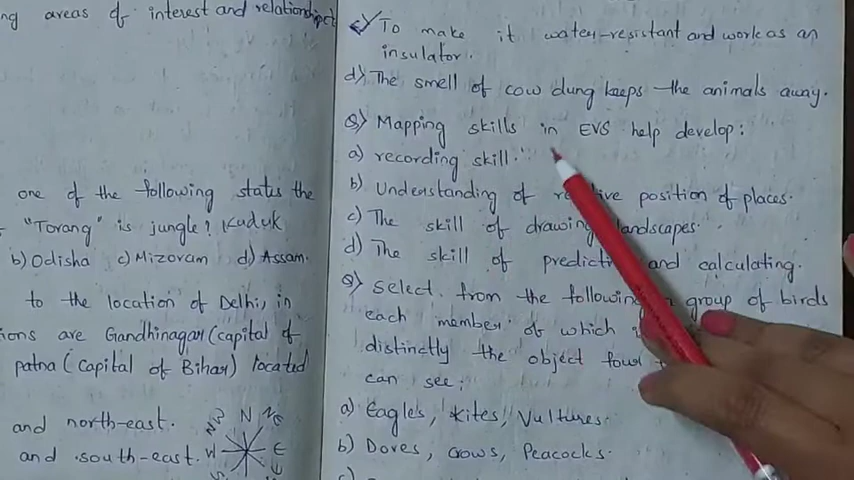 ng areas of interest and relationship
one of the following states the
"Torang" is jungle? Kuduk
b) Odisha c) Mizoram d) Assam.
to the location of Delhi, in
ions are Gandhinagar (capital of
patna (capital of Bihar) located
and north-east.
and south-east.
NW N NE
W E
c) To make it water-resistant and work as an
insulator.
d) The smell of cow dung keeps the animals away.
Q) Mapping skills in EVS help develop:
a) recording skill.
b) Understanding of position of places.
c) The skill of drawing landscapes.
d) The skill of and calculating.
Q) select from the following group of birds
each member of which
distinctly the object four
can see:
a) Eagles, kites, Vultures.
b) Doves, crows, Peacocks.